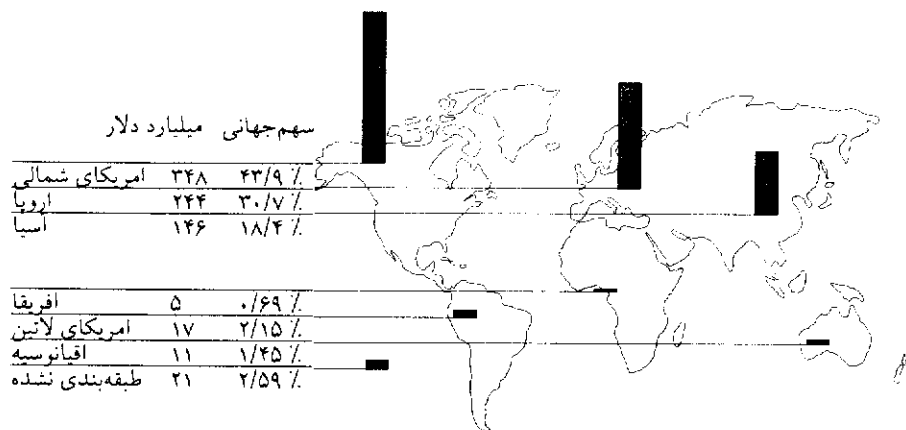 میلیارد دلار سهم‌جهانی
امریکای شمالی ۳۴۸ ۴۳/۹ ٪
اروپا ۲۴۴ ۳۰/۷ ٪
آسیا ۱۴۶ ۱۸/۴ ٪
افریقا ۵ ۰/۶۹ ٪
امریکای لاتین ۱۷ ۲/۱۵ ٪
اقیانوسیه ۱۱ ۱/۴۵ ٪
طبقه‌بندی نشده ۲۱ ۲/۵۹ ٪